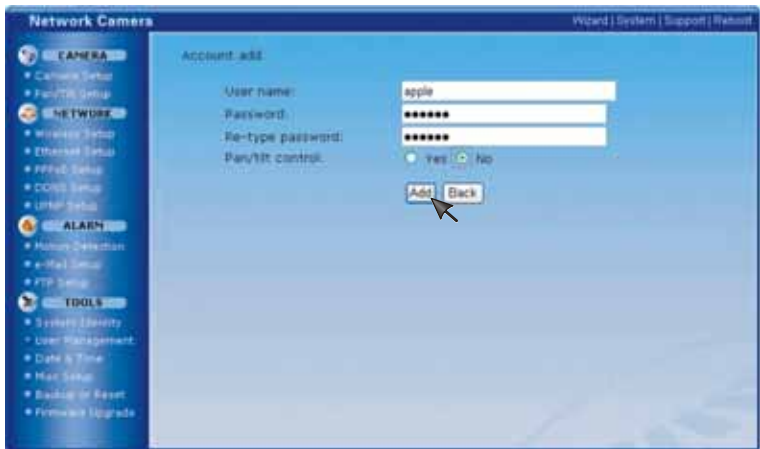 Network Camera
Wizard | System | Support | Reboot
CAMERA
Camera Setup
Pan/Tilt Setup
NETWORK
Wireless Setup
Ethernet Setup
PPPoE Setup
DDNS Setup
UPNP Setup
ALARM
Motion Detection
e-Mail Setup
FTP Setup
TOOLS
System Identity
User Management
Date & Time
Misc Setup
Backup or Reset
Firmware Upgrade
Account add
User name: apple
Password: ●●●●●●
Re-type password: ●●●●●●
Pan/tilt control: Yes No
Add Back